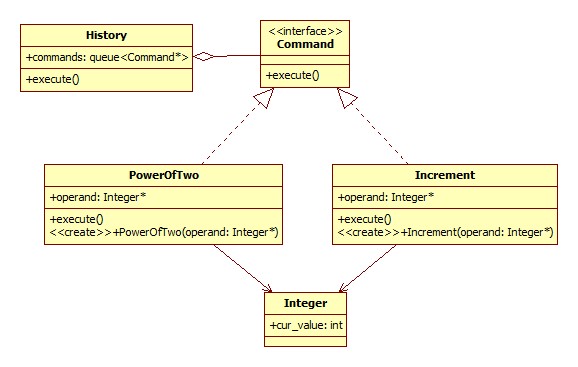 History
+commands: queue<Command*>
+execute()
<<interface>>
Command
+execute()
PowerOfTwo
+operand: Integer*
+execute()
<<create>>+PowerOfTwo(operand: Integer*)
Increment
+operand: Integer*
+execute()
<<create>>+Increment(operand: Integer*)
Integer
+cur_value: int